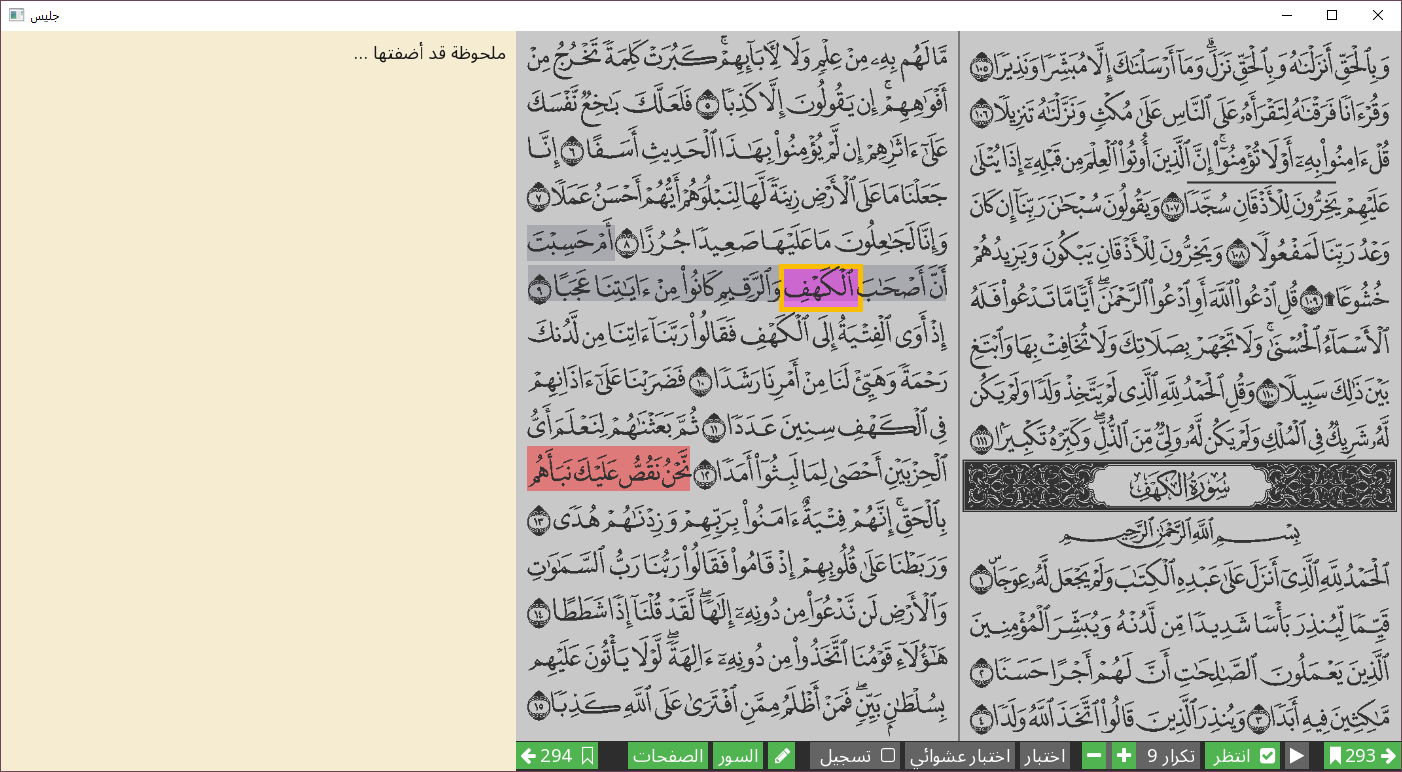 جليس
وَبِٱلْحَقِّ أَنزَلْنَٰهُ وَبِٱلْحَقِّ نَزَلَ ۗ وَمَآ أَرْسَلْنَٰكَ إِلَّا مُبَشِّرًا وَنَذِيرًا ١٠٥
وَقُرْءَانًا فَرَقْنَٰهُ لِتَقْرَأَهُۥ عَلَى ٱلنَّاسِ عَلَىٰ مُكْثٍ وَنَزَّلْنَٰهُ تَنزِيلًا ١٠٦
قُلْ ءَامِنُوا۟ بِهِۦٓ أَوْ لَا تُؤْمِنُوٓا۟ ۚ إِنَّ ٱلَّذِينَ أُوتُوا۟ ٱلْعِلْمَ مِن قَبْلِهِۦٓ إِذَا يُتْلَىٰ
عَلَيْهِمْ يَخِرُّونَ لِلْأَذْقَانِ سُجَّدًا ١٠٧ وَيَقُولُونَ سُبْحَٰنَ رَبِّنَآ إِن كَانَ
وَعْدُ رَبِّنَا لَمَفْعُولًا ١٠٨ وَيَخِرُّونَ لِلْأَذْقَانِ يَبْكُونَ وَيَزِيدُهُمْ
خُشُوعًا ۩ ١٠٩ قُلِ ٱدْعُوا۟ ٱللَّهَ أَوِ ٱدْعُوا۟ ٱلرَّحْمَٰنَ ۖ أَيًّا مَّا تَدْعُوا۟ فَلَهُ
ٱلْأَسْمَآءُ ٱلْحُسْنَىٰ ۚ وَلَا تَجْهَرْ بِصَلَاتِكَ وَلَا تُخَافِتْ بِهَا وَٱبْتَغِ
بَيْنَ ذَٰلِكَ سَبِيلًا ١١٠ وَقُلِ ٱلْحَمْدُ لِلَّهِ ٱلَّذِى لَمْ يَتَّخِذْ وَلَدًا وَلَمْ يَكُن
لَّهُۥ شَرِيكٌ فِى ٱلْمُلْكِ وَلَمْ يَكُن لَّهُۥ وَلِىٌّ مِّنَ ٱلذُّلِّ ۖ وَكَبِّرْهُ تَكْبِيرًۢا ١١١
سُورَةُ ٱلْكَهْفِ
بِسْمِ ٱللَّهِ ٱلرَّحْمَٰنِ ٱلرَّحِيمِ
ٱلْحَمْدُ لِلَّهِ ٱلَّذِىٓ أَنزَلَ عَلَىٰ عَبْدِهِ ٱلْكِتَٰبَ وَلَمْ يَجْعَل لَّهُۥ عِوَجَا ۜ ١
قَيِّمًا لِّيُنذِرَ بَأْسًا شَدِيدًا مِّن لَّدُنْهُ وَيُبَشِّرَ ٱلْمُؤْمِنِينَ
ٱلَّذِينَ يَعْمَلُونَ ٱلصَّٰلِحَٰتِ أَنَّ لَهُمْ أَجْرًا حَسَنًا ٢
مَّٰكِثِينَ فِيهِ أَبَدًا ٣ وَيُنذِرَ ٱلَّذِينَ قَالُوا۟ ٱتَّخَذَ ٱللَّهُ وَلَدًا ٤
مَّا لَهُم بِهِۦ مِنْ عِلْمٍ وَلَا لِءَابَآئِهِمْ ۚ كَبُرَتْ كَلِمَةً تَخْرُجُ مِنْ
أَفْوَٰهِهِمْ ۚ إِن يَقُولُونَ إِلَّا كَذِبًا ٥ فَلَعَلَّكَ بَٰخِعٌ نَّفْسَكَ
عَلَىٰٓ ءَاثَٰرِهِمْ إِن لَّمْ يُؤْمِنُوا۟ بِهَٰذَا ٱلْحَدِيثِ أَسَفًا ٦ إِنَّا
جَعَلْنَا مَا عَلَى ٱلْأَرْضِ زِينَةً لَّهَا لِنَبْلُوَهُمْ أَيُّهُمْ أَحْسَنُ عَمَلًا ٧
وَإِنَّا لَجَٰعِلُونَ مَا عَلَيْهَا صَعِيدًا جُرُزًا ٨ أَمْ حَسِبْتَ
أَنَّ أَصْحَٰبَ ٱلْكَهْفِ وَٱلرَّقِيمِ كَانُوا۟ مِنْ ءَايَٰتِنَا عَجَبًا ٩
إِذْ أَوَى ٱلْفِتْيَةُ إِلَى ٱلْكَهْفِ فَقَالُوا۟ رَبَّنَآ ءَاتِنَا مِن لَّدُنكَ
رَحْمَةً وَهَيِّئْ لَنَا مِنْ أَمْرِنَا رَشَدًا ١٠ فَضَرَبْنَا عَلَىٰٓ ءَاذَانِهِمْ
فِى ٱلْكَهْفِ سِنِينَ عَدَدًا ١١ ثُمَّ بَعَثْنَٰهُمْ لِنَعْلَمَ أَىُّ
ٱلْحِزْبَيْنِ أَحْصَىٰ لِمَا لَبِثُوٓا۟ أَمَدًا ١٢ نَّحْنُ نَقُصُّ عَلَيْكَ نَبَأَهُم
بِٱلْحَقِّ ۚ إِنَّهُمْ فِتْيَةٌ ءَامَنُوا۟ بِرَبِّهِمْ وَزِدْنَٰهُمْ هُدًى ١٣
وَرَبَطْنَا عَلَىٰ قُلُوبِهِمْ إِذْ قَامُوا۟ فَقَالُوا۟ رَبُّنَا رَبُّ ٱلسَّمَٰوَٰتِ
وَٱلْأَرْضِ لَن نَّدْعُوَا۟ مِن دُونِهِۦٓ إِلَٰهًا ۖ لَّقَدْ قُلْنَآ إِذًا شَطَطًا ١٤
هَٰٓؤُلَآءِ قَوْمُنَا ٱتَّخَذُوا۟ مِن دُونِهِۦٓ ءَالِهَةً ۖ لَّوْلَا يَأْتُونَ عَلَيْهِم
بِسُلْطَٰنٍۭ بَيِّنٍ ۖ فَمَنْ أَظْلَمُ مِمَّنِ ٱفْتَرَىٰ عَلَى ٱللَّهِ كَذِبًا ١٥
ملحوظة قد أضفتها ...
293 انتظر تكرار 9 اختبار اختبار عشوائي تسجيل السور الصفحات 294